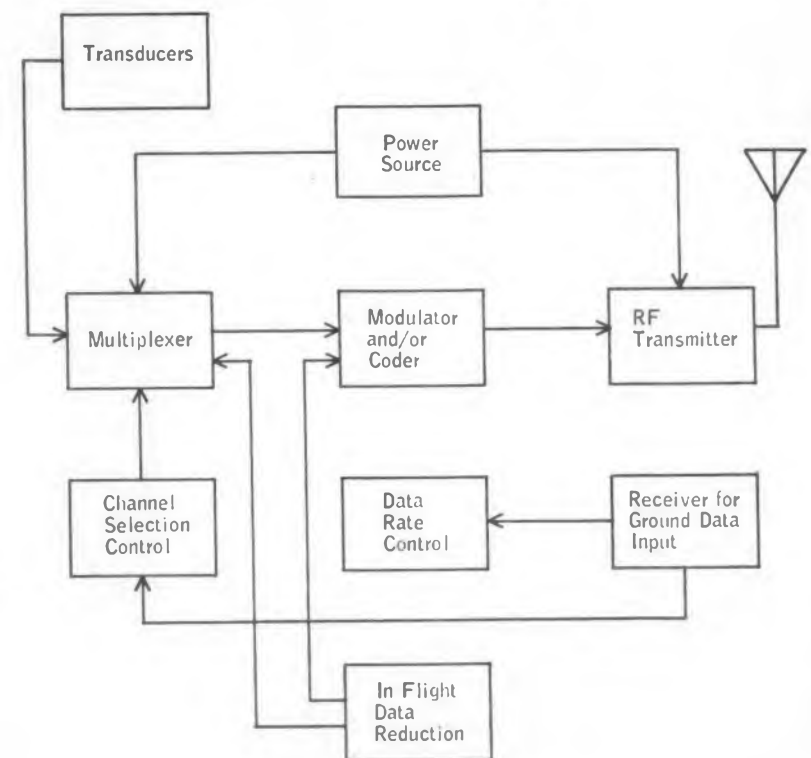 Transducers
Power
Source
Multiplexer
Modulator
and/or
Coder
RF
Transmitter
Channel
Selection
Control
Data
Rate
Control
Receiver for
Ground Data
Input
In Flight
Data
Reduction